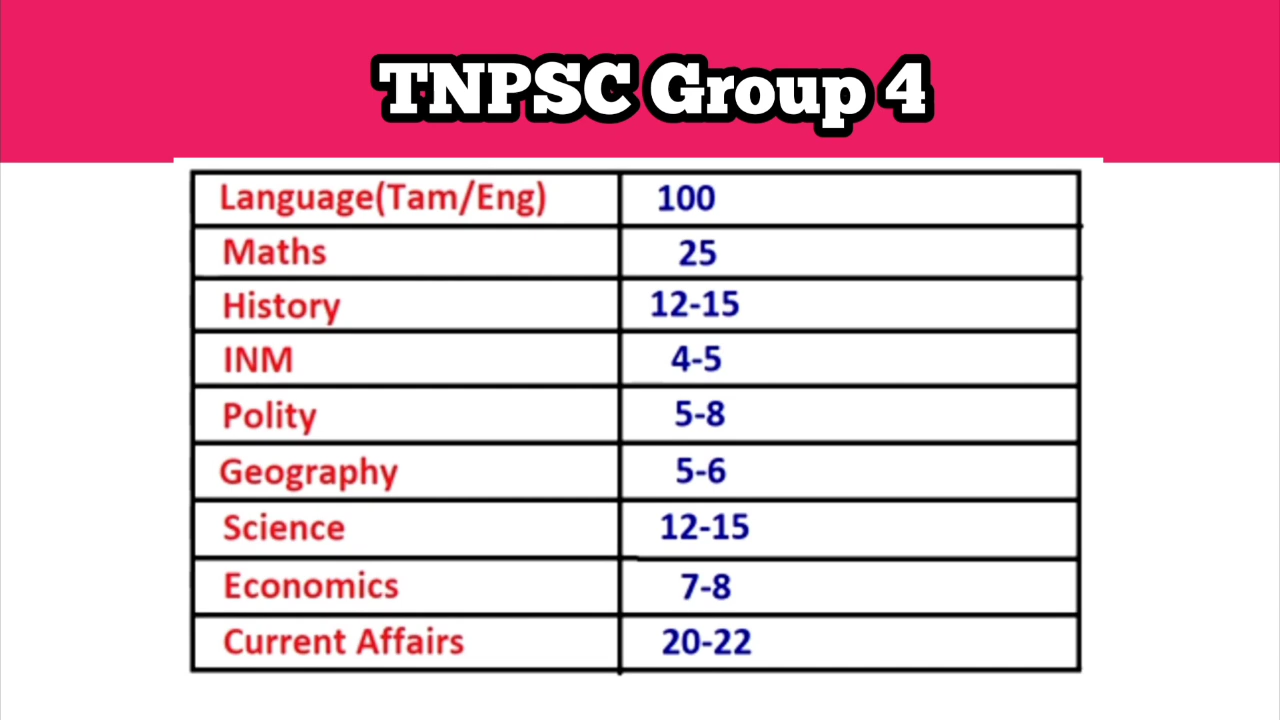 TNPSC Group 4
Language(Tam/Eng) 100
Maths 25
History 12-15
INM 4-5
Polity 5-8
Geography 5-6
Science 12-15
Economics 7-8
Current Affairs 20-22